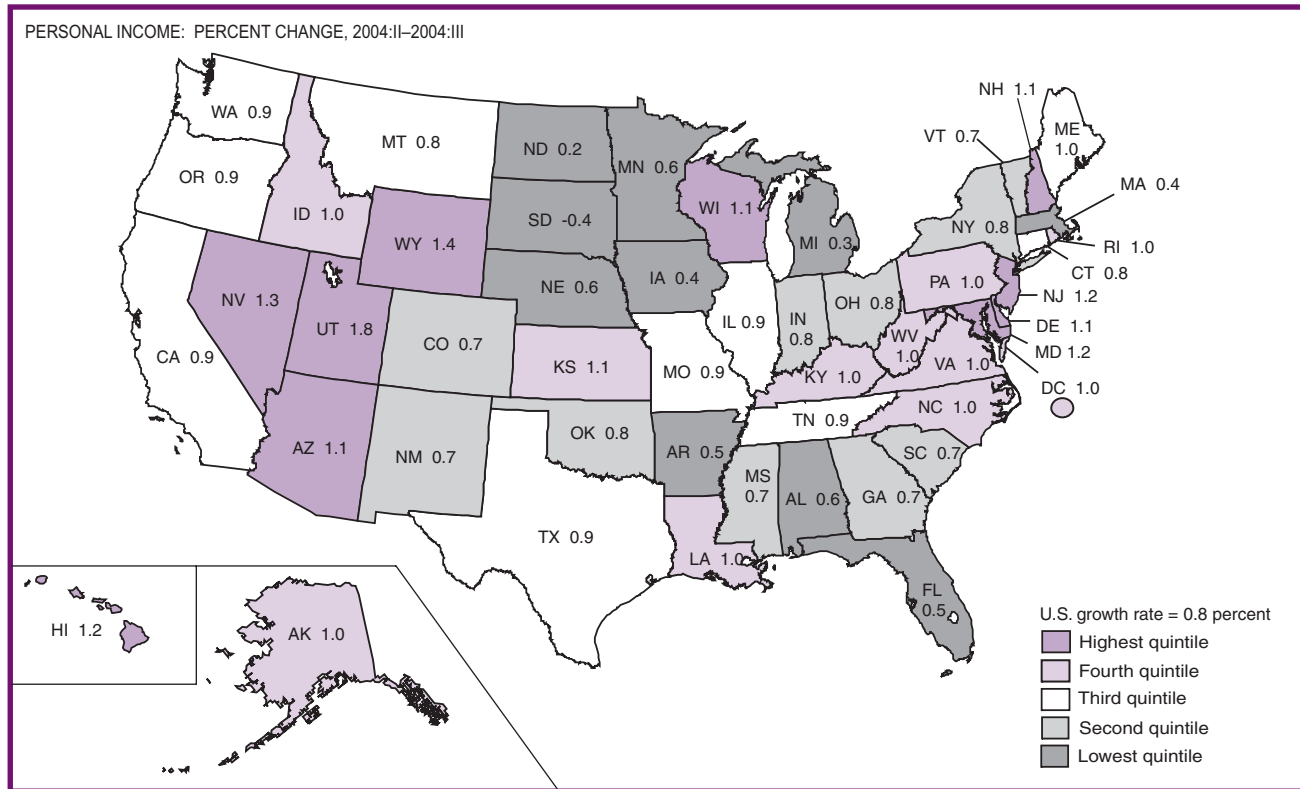 PERSONAL INCOME: PERCENT CHANGE, 2004:II–2004:III
WA 0.9
MT 0.8
ND 0.2
MN 0.6
OR 0.9
ID 1.0
WY 1.4
SD -0.4
WI 1.1
MI 0.3
NH 1.1
VT 0.7
ME
1.0
MA 0.4
NY 0.8
RI 1.0
CT 0.8
NJ 1.2
DE 1.1
MD 1.2
DC 1.0
PA 1.0
NV 1.3
UT 1.8
NE 0.6
IA 0.4
CA 0.9
CO 0.7
KS 1.1
MO 0.9
IL 0.9
IN
0.8
OH 0.8
WV
1.0
VA 1.0
KY 1.0
NC 1.0
TN 0.9
SC 0.7
AZ 1.1
NM 0.7
OK 0.8
AR 0.5
MS
0.7
AL 0.6
GA 0.7
TX 0.9
LA 1.0
FL
0.5
HI 1.2
AK 1.0
U.S. growth rate = 0.8 percent
Highest quintile
Fourth quintile
Third quintile
Second quintile
Lowest quintile